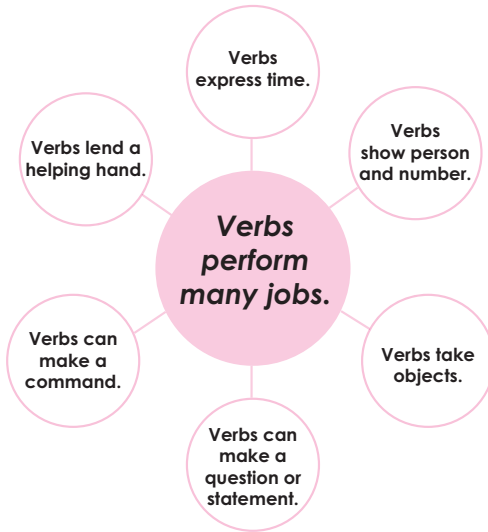 Verbs
express time.
Verbs lend a
helping hand.
Verbs
show person
and number.
Verbs
perform
many jobs.
Verbs can
make a
command.
Verbs take
objects.
Verbs can
make a
question or
statement.